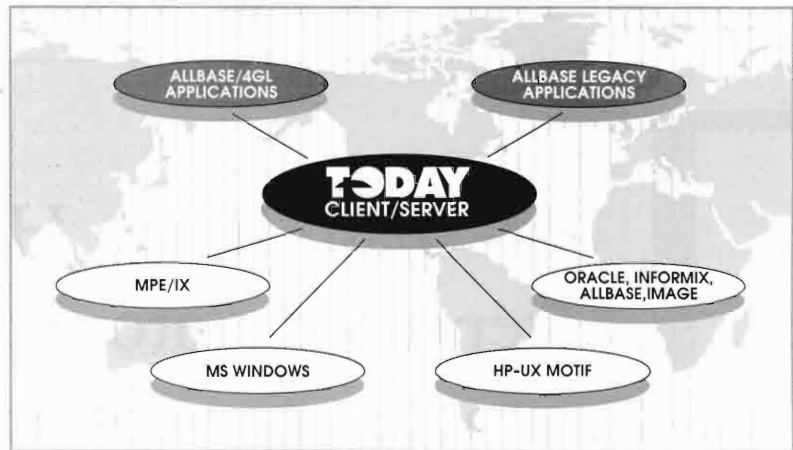 ALLBASE/4GL
APPLICATIONS
ALLBASE LEGACY
APPLICATIONS
TODAY
CLIENT/SERVER
MPE/IX
ORACLE, INFORMIX,
ALLBASE,IMAGE
MS WINDOWS
HP-UX MOTIF